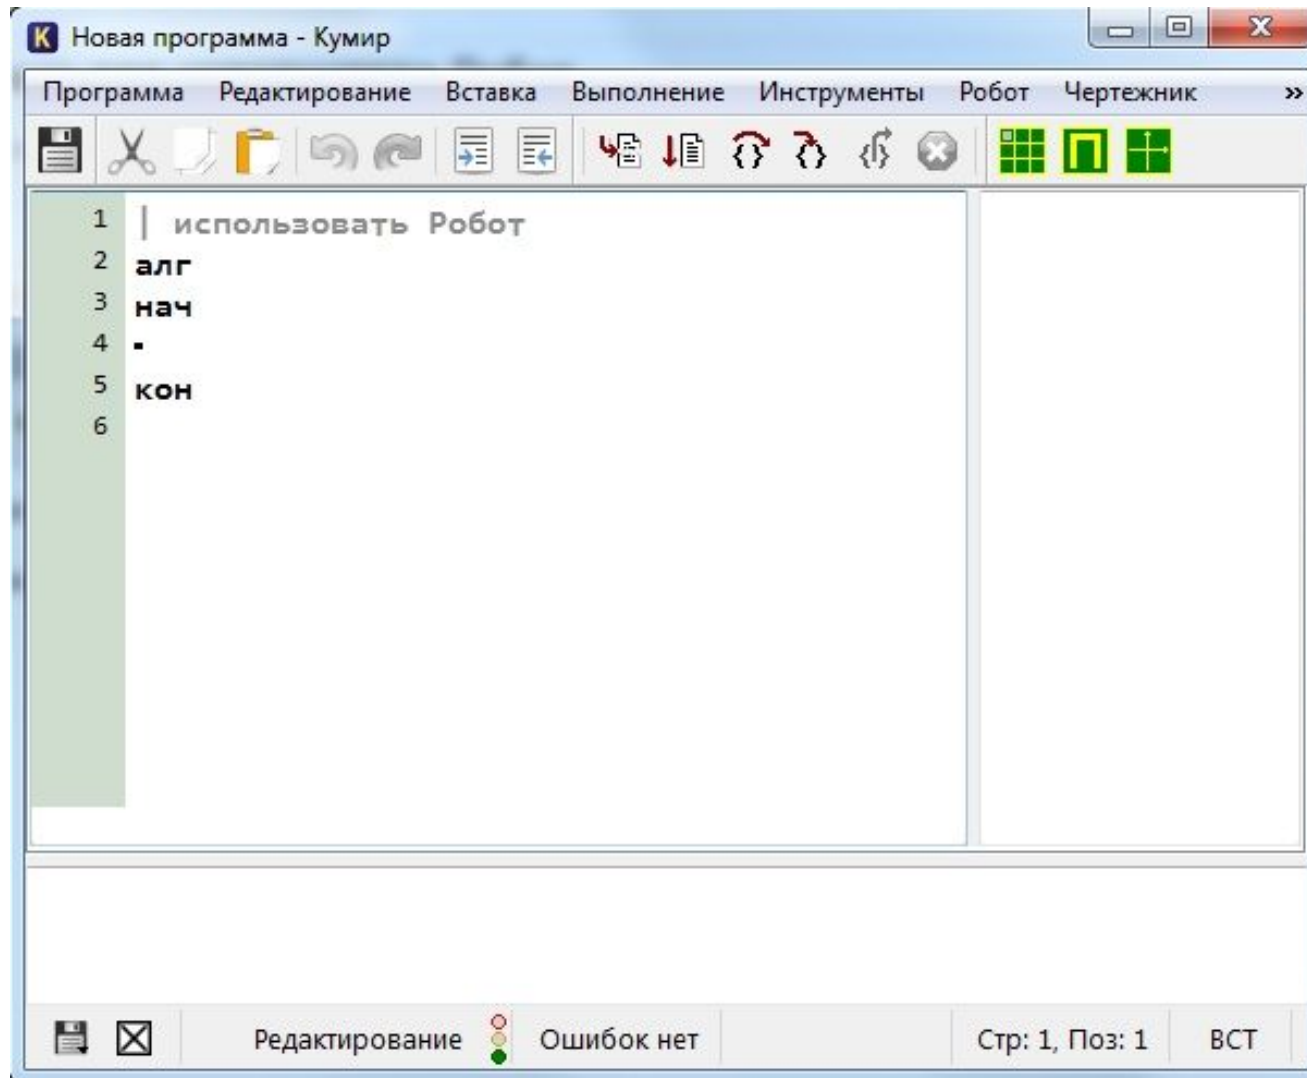 K Новая программа - Кумир
Программа Редактирование Вставка Выполнение Инструменты Робот Чертежник »
1 | использовать Робот
2 алг
3 нач
4 ▪
5 кон
6
Редактирование Ошибок нет Стр: 1, Поз: 1 ВСТ